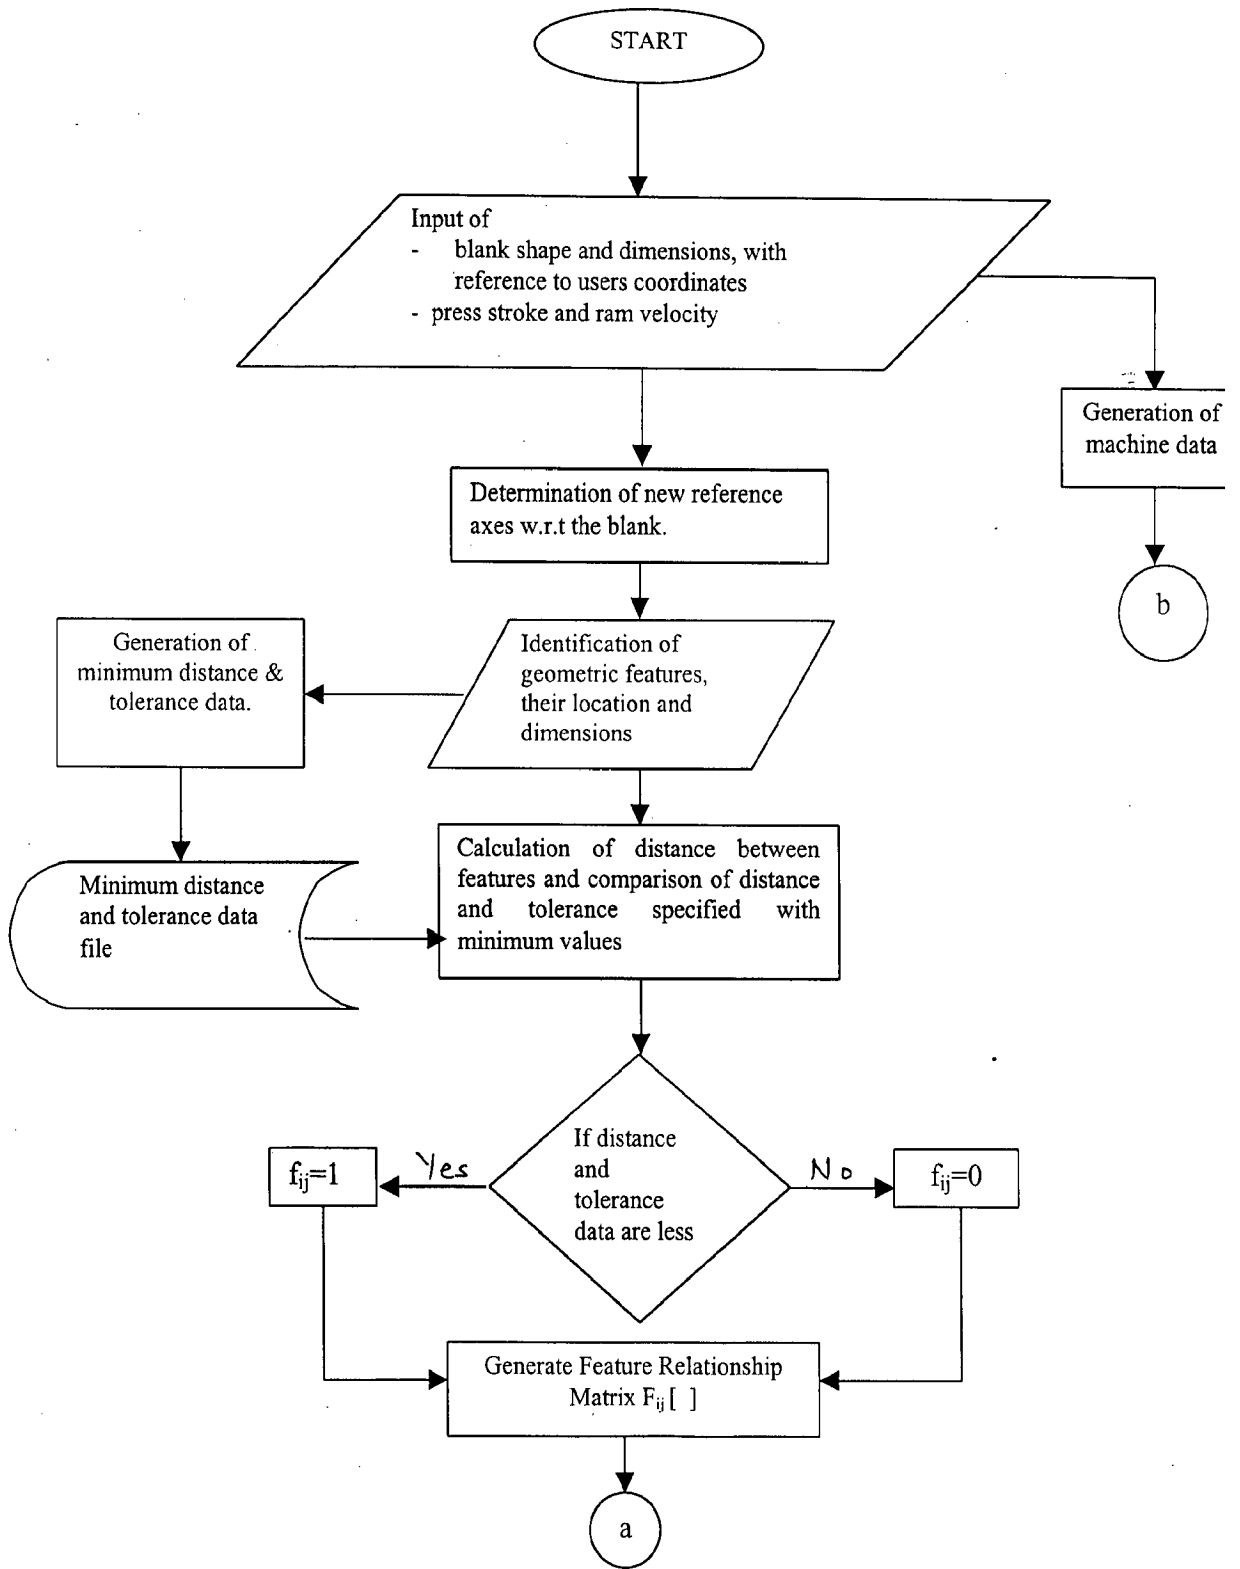 START
Input of
- blank shape and dimensions, with
reference to users coordinates
- press stroke and ram velocity
Generation of
machine data
Determination of new reference
axes w.r.t the blank.
b
Generation of
minimum distance &
tolerance data.
Identification of
geometric features,
their location and
dimensions
Calculation of distance between
features and comparison of distance
and tolerance specified with
minimum values
Minimum distance
and tolerance data
file
If distance
and
tolerance
data are less
Yes
No
fij=1
fij=0
Generate Feature Relationship
Matrix Fij [ ]
a